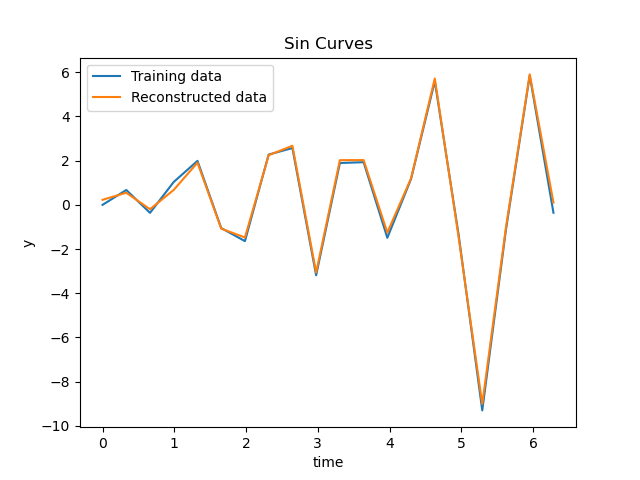 Sin Curves
Training data
Reconstructed data
6
4
2
0
−2
−4
−6
−8
−10
y
0 1 2 3 4 5 6
time